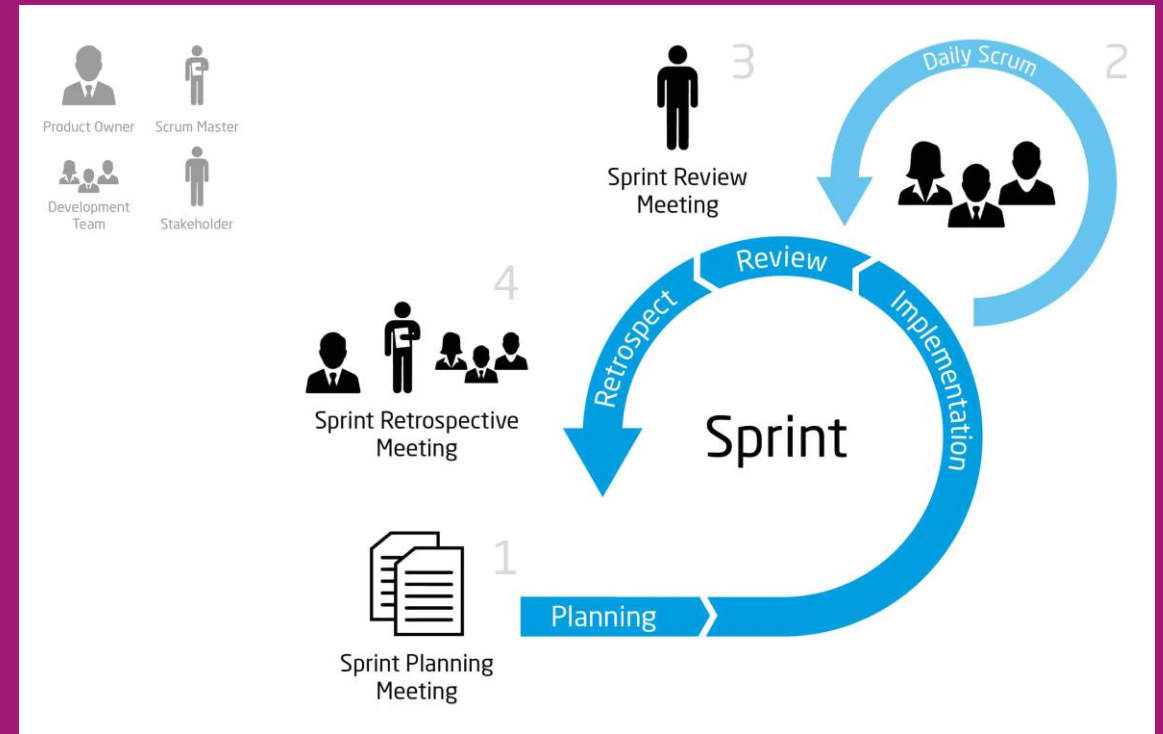 Product Owner
Scrum Master
Development
Team
Stakeholder
3
Sprint Review
Meeting
Daily Scrum
2
4
Sprint Retrospective
Meeting
Retrospect
Review
Implementation
Sprint
1
Sprint Planning
Meeting
Planning